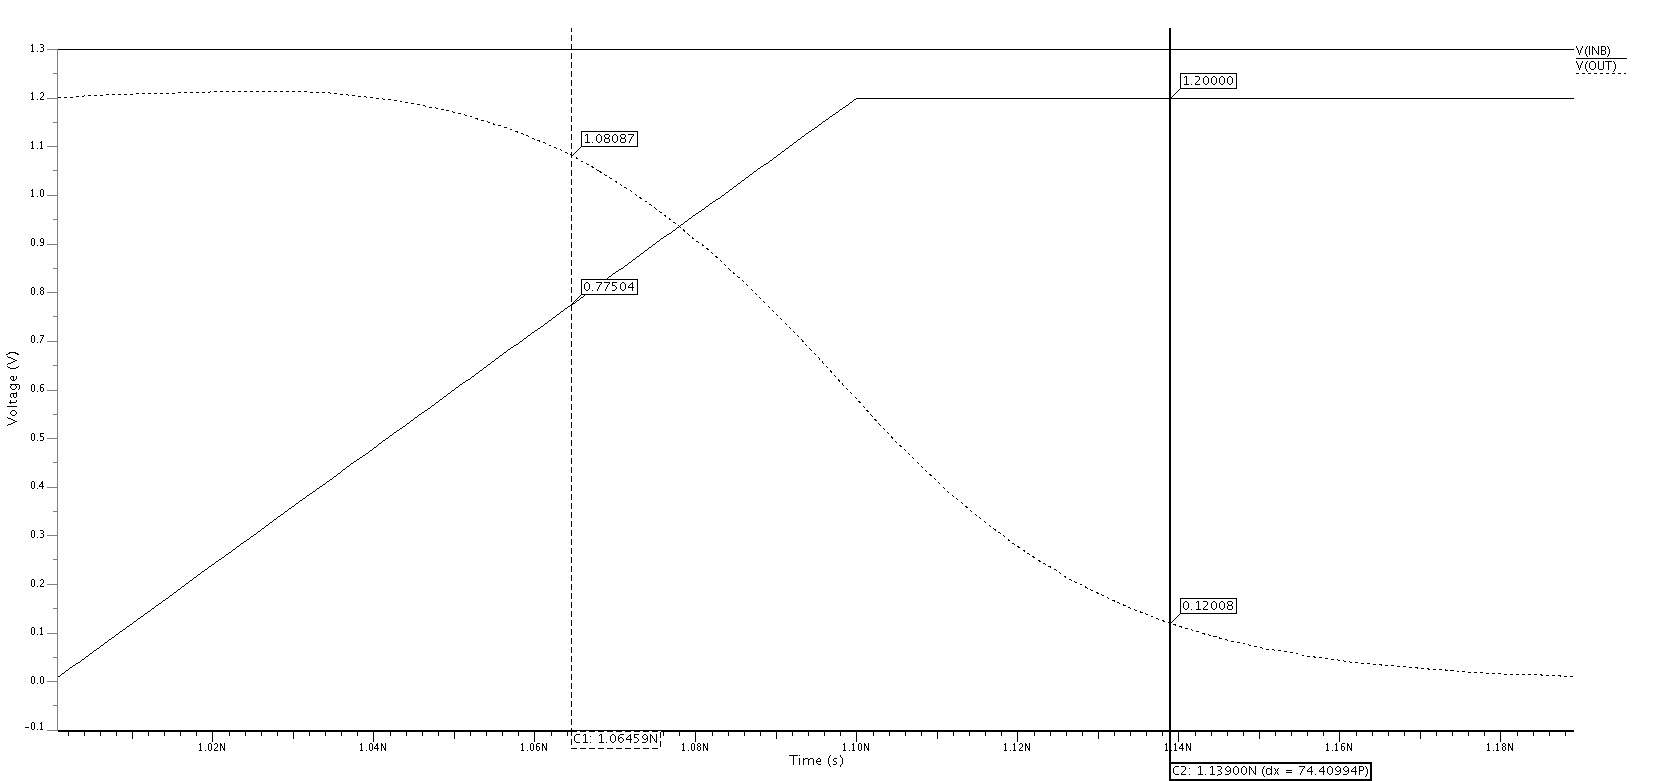 1.3
V(INB)
V(OUT)
1.20000
1.2
1.08087
1.1
1.0
0.9
0.77504
0.8
0.7
Voltage (V)
0.6
0.5
0.4
0.3
0.2
0.12008
0.1
0.0
-0.1
1.02N 1.04N 1.06N 1.08N 1.10N 1.12N 1.14N 1.16N 1.18N
C1: 1.06459N
Time (s)
C2: 1.13900N (dx = 74.40994P)